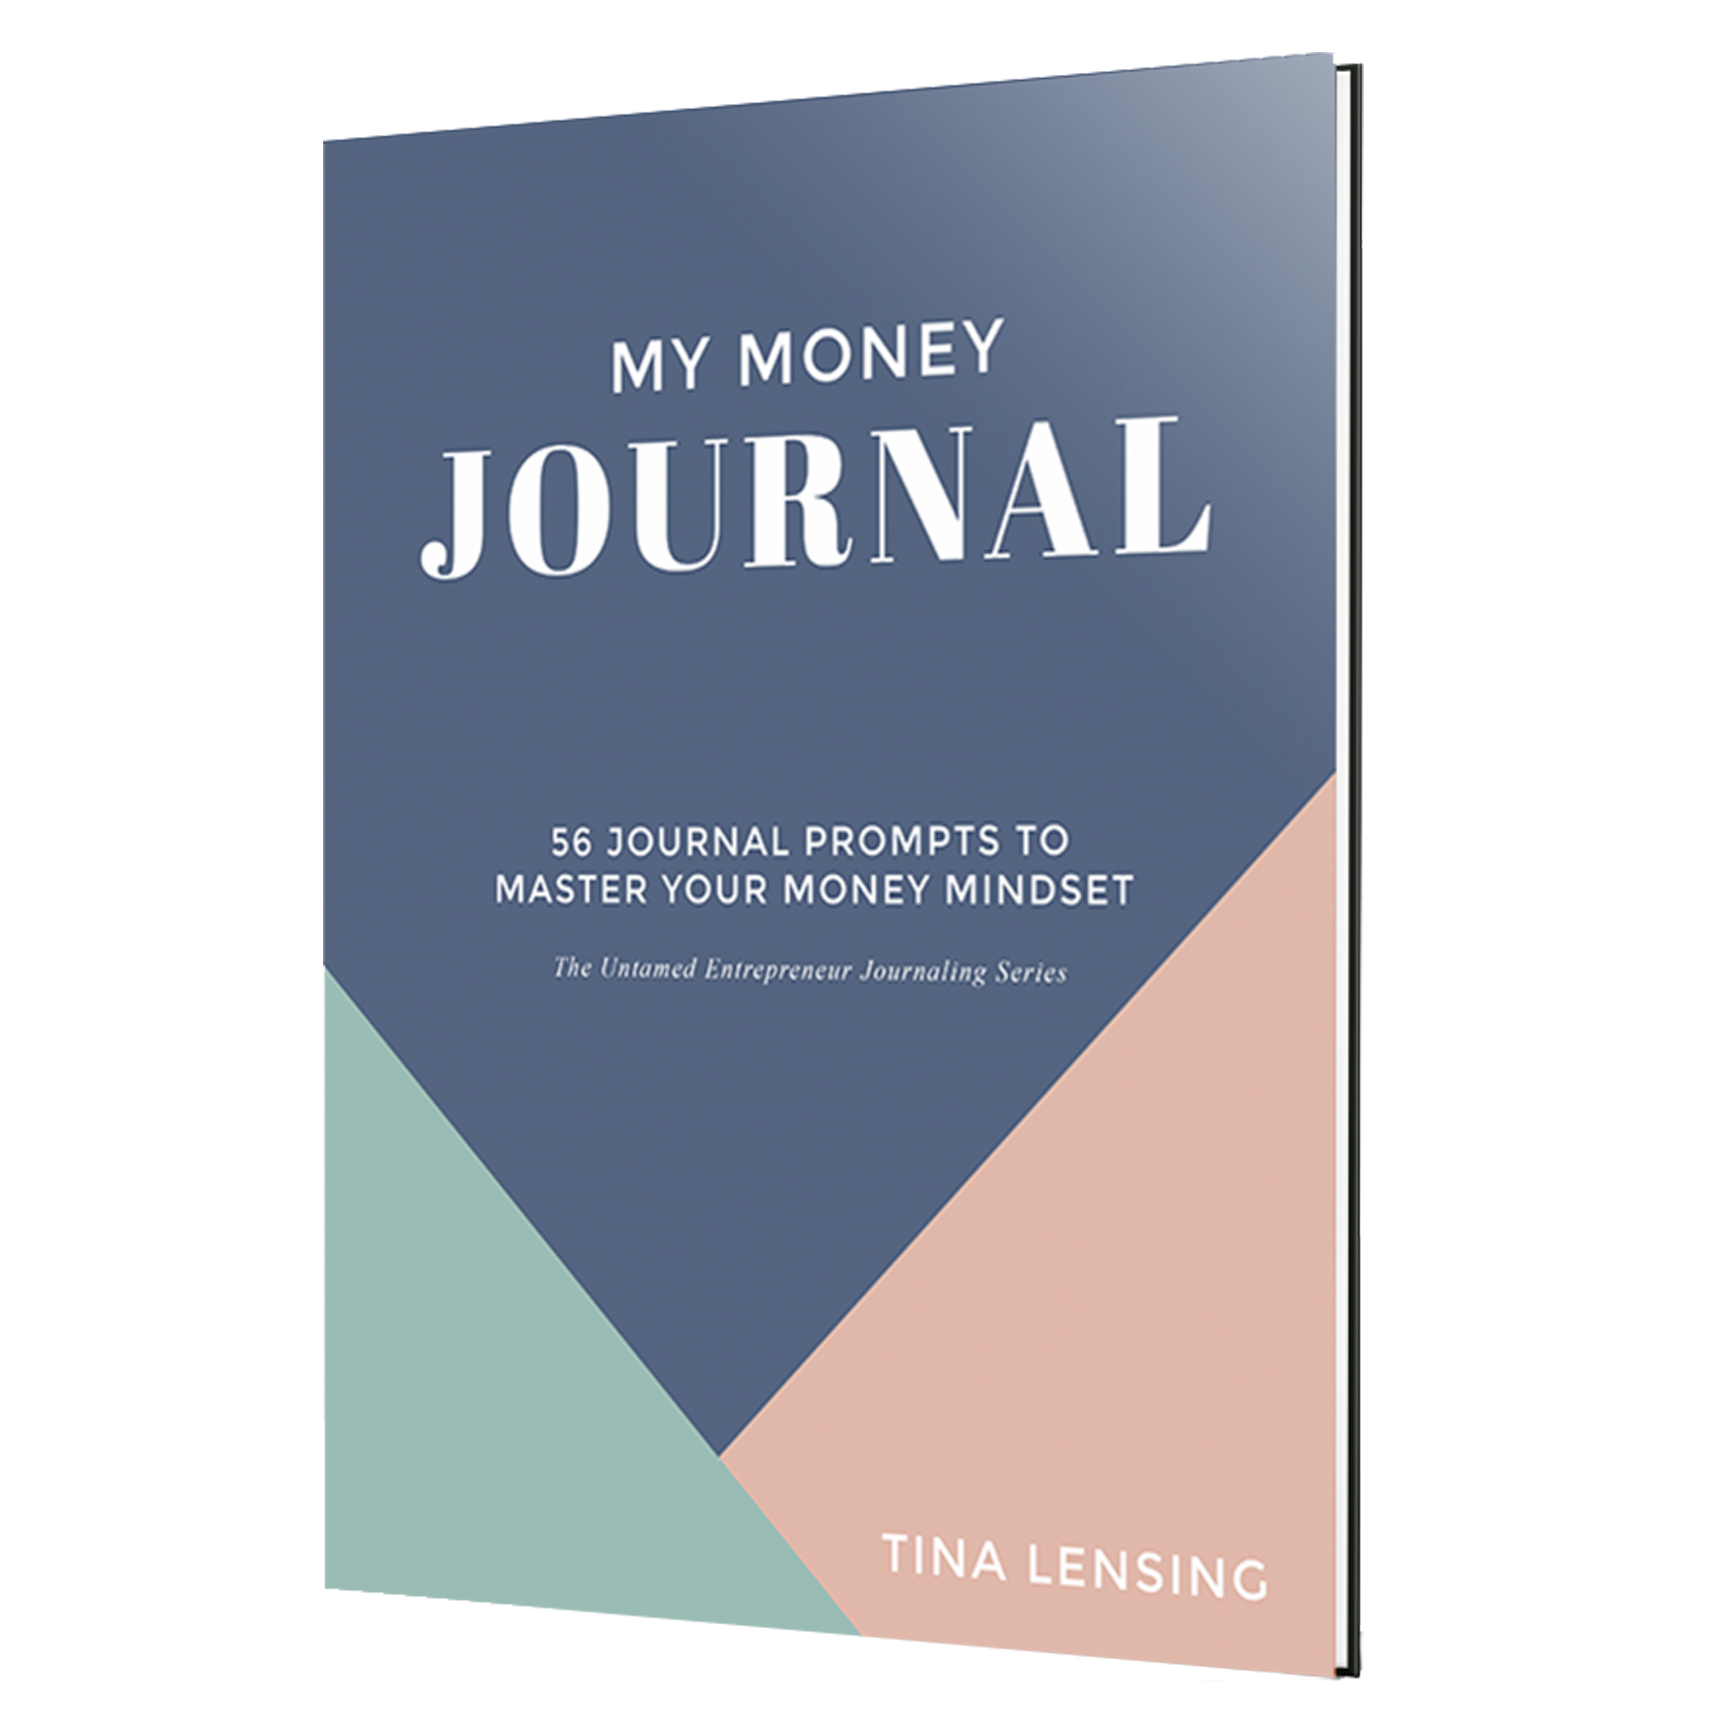 MY MONEY
JOURNAL
56 JOURNAL PROMPTS TO
MASTER YOUR MONEY MINDSET
The Untamed Entrepreneur Journaling Series
TINA LENSING